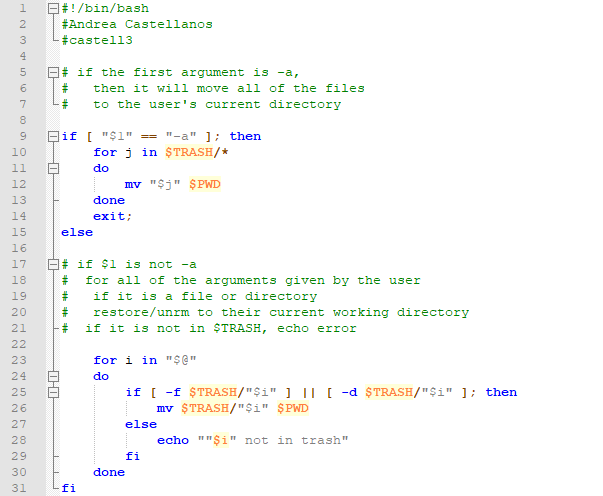 1 #!/bin/bash
2 #Andrea Castellanos
3 #castell3
4
5 # if the first argument is -a,
6 #   then it will move all of the files
7 #   to the user's current directory
8
9 if [ "$1" == "-a" ]; then
10     for j in $TRASH/*
11     do
12         mv "$j" $PWD
13     done
14     exit;
15 else
16
17 # if $1 is not -a
18 #  for all of the arguments given by the user
19 #   if it is a file or directory
20 #   restore/unrm to their current working directory
21 #  if it is not in $TRASH, echo error
22
23     for i in "$@"
24     do
25         if [ -f $TRASH/"$i" ] || [ -d $TRASH/"$i" ]; then
26             mv $TRASH/"$i" $PWD
27         else
28             echo ""$i" not in trash"
29         fi
30     done
31 fi